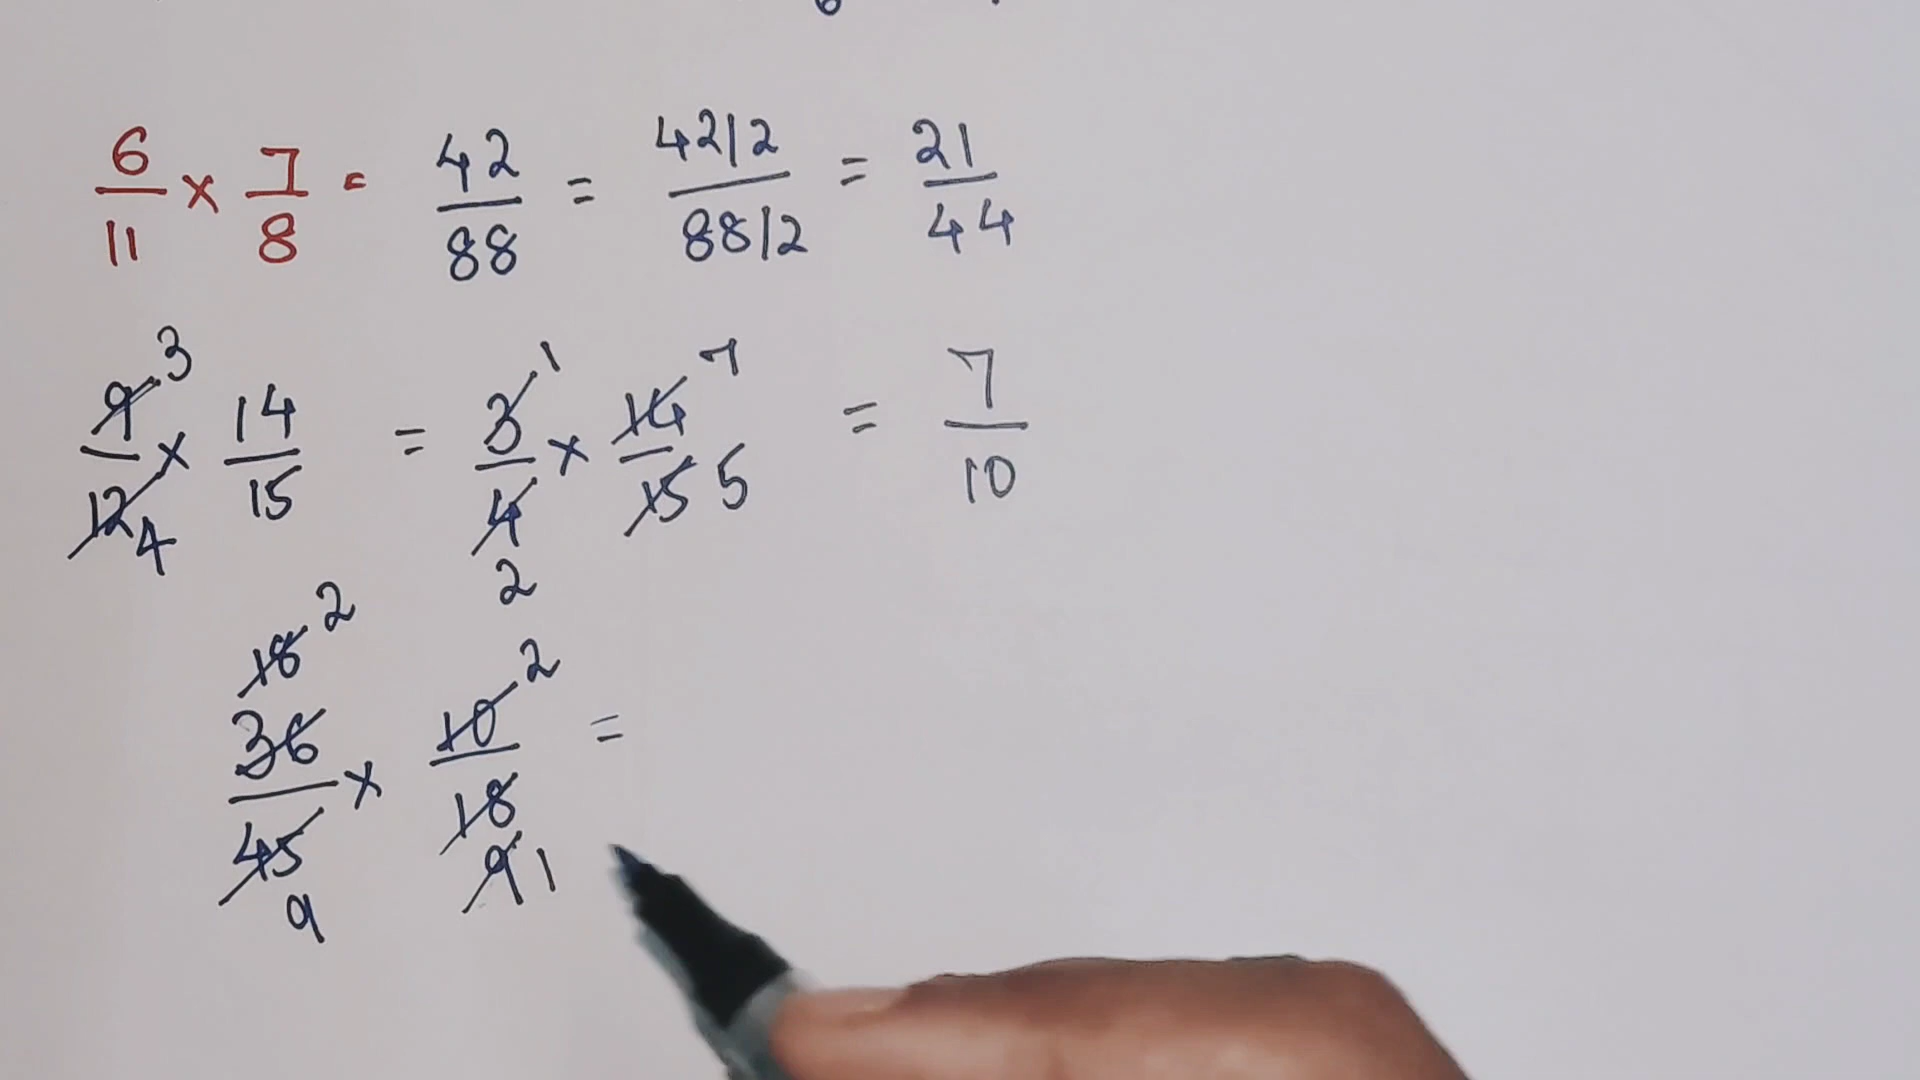 6/11 × 7/8 = 42/88 = 42/2/88/2 = 21/44
9 3/12 4 × 14/15 = 3 1/4 2 × 14 7/15 5 = 7/10
18 2
36/45 9 × 10 2/18 9 1 =